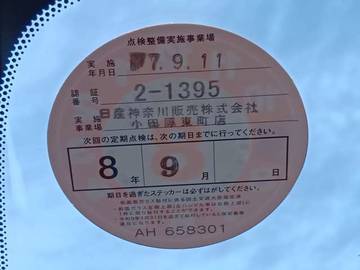 点検整備実施事業場
実施年月日 7.9.11
認証番号 2-1395
実施事業場 日産神奈川販売株式会社
小田原東町店
次回の定期点検は、次の期日までに行ってください。
8年 9月 日
期日を過ぎたステッカーは必ずはがしてください。
AH 658301